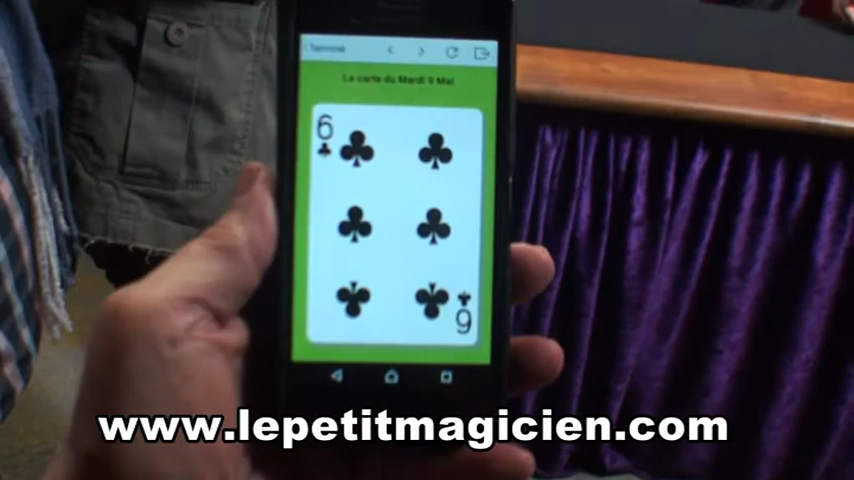 Terminé
La carte du Mardi 9 Mai
6
9
www.lepetitmagicien.com